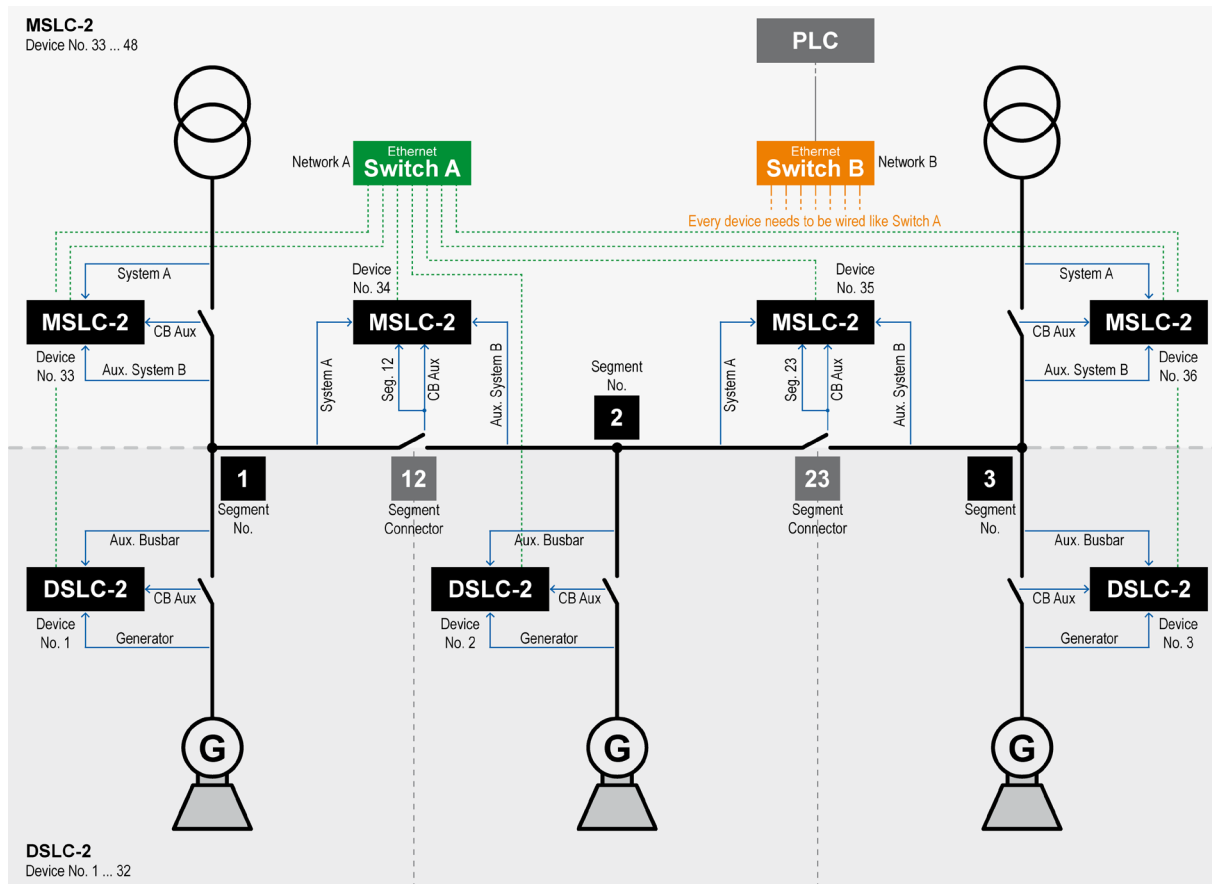 MSLC-2
Device No. 33 ... 48
PLC
Network A
Ethernet
Switch A
Ethernet
Switch B
Network B
Every device needs to be wired like Switch A
System A
MSLC-2
CB Aux
Device
No. 33
Aux. System B
Device
No. 34
MSLC-2
System A
Seg. 12
CB Aux
Aux. System B
Device
No. 35
MSLC-2
System A
Seg. 23
CB Aux
Aux. System B
System A
MSLC-2
CB Aux
Aux. System B
Device
No. 36
Segment
No.
2
1
Segment
No.
12
Segment
Connector
23
Segment
Connector
3
Segment
No.
Aux. Busbar
DSLC-2
CB Aux
Device
No. 1
Generator
G
Aux. Busbar
DSLC-2
CB Aux
Device
No. 2
Generator
G
Aux. Busbar
DSLC-2
CB Aux
Generator
Device
No. 3
G
DSLC-2
Device No. 1 ... 32